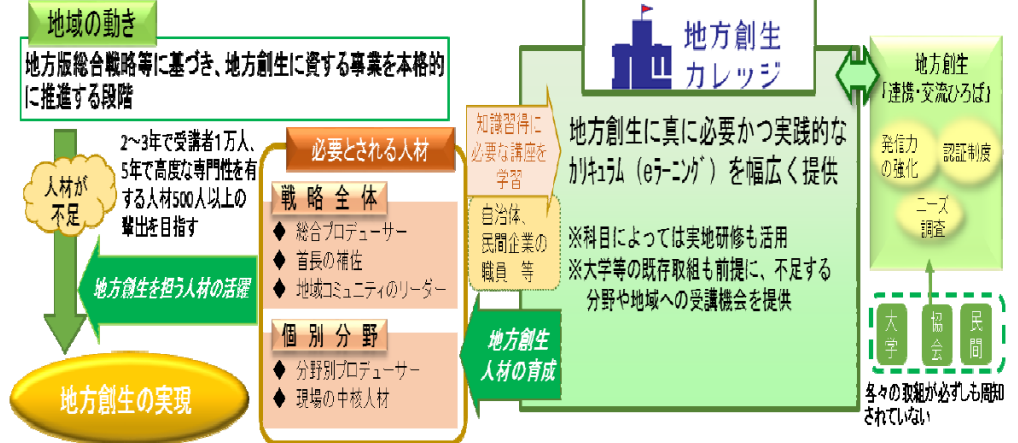 地域の動き
地方版総合戦略等に基づき、地方創生に資する事業を本格的
に推進する段階
人材が
不足
2～3年で受講者1万人、
5年で高度な専門性を有
する人材500人以上の
輩出を目指す
地方創生を担う人材の活躍
地方創生の実現
必要とされる人材
戦略全体
◆ 総合プロデューサー
◆ 首長の補佐
◆ 地域コミュニティのリーダー
個別分野
◆ 分野別プロデューサー
◆ 現場の中核人材
知識習得に
必要な講座を
学習
自治体、
民間企業の
職員 等
地方創生
人材の育成
地方創生
カレッジ
地方創生に真に必要かつ実践的な
ｶﾘｷｭﾗﾑ（eﾗｰﾆﾝｸﾞ）を幅広く提供
※科目によっては実地研修も活用
※大学等の既存取組も前提に、不足する
分野や地域への受講機会を提供
地方創生
「連携・交流ひろば」
発信力
の強化
認証制度
ニーズ
調査
大学
協会
民間
各々の取組が必ずしも周知
されていない